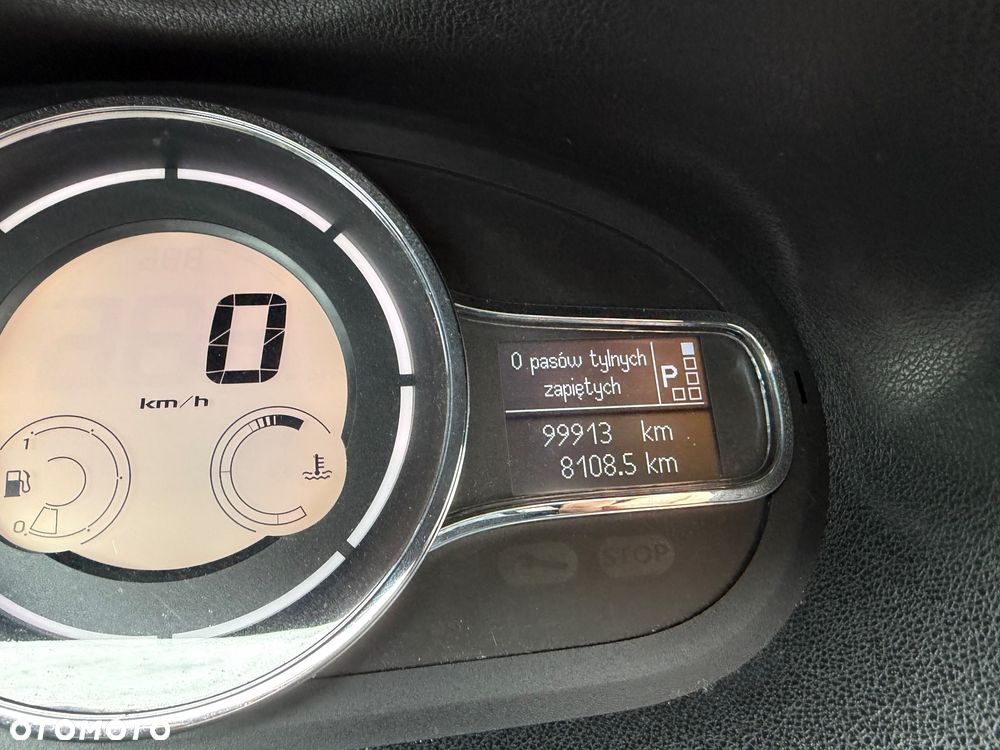 0
km/h
1
0
0 pasów tylnych
zapiętych
P
99913 km
8108.5 km
STOP
OTOMOTO